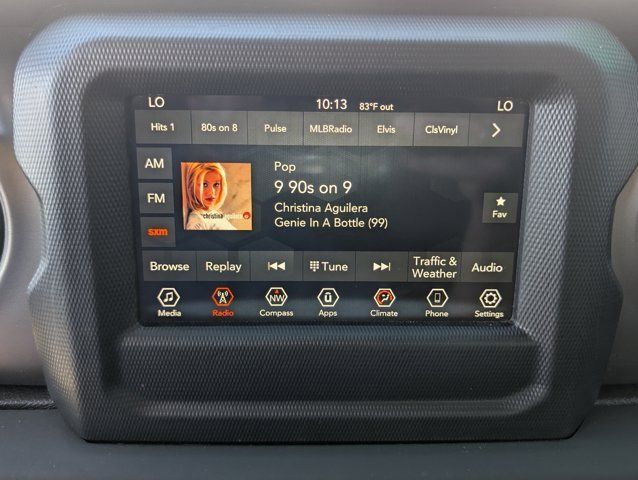 LO 10:13 83°F out LO
Hits 1 80s on 8 Pulse MLBRadio Elvis ClsVinyl
AM
FM
sxm
christina aguilera
Pop
9 90s on 9
Christina Aguilera
Genie In A Bottle (99)
Fav
Browse Replay Tune Traffic & Weather Audio
NW ū
Media Radio Compass Apps Climate Phone Settings